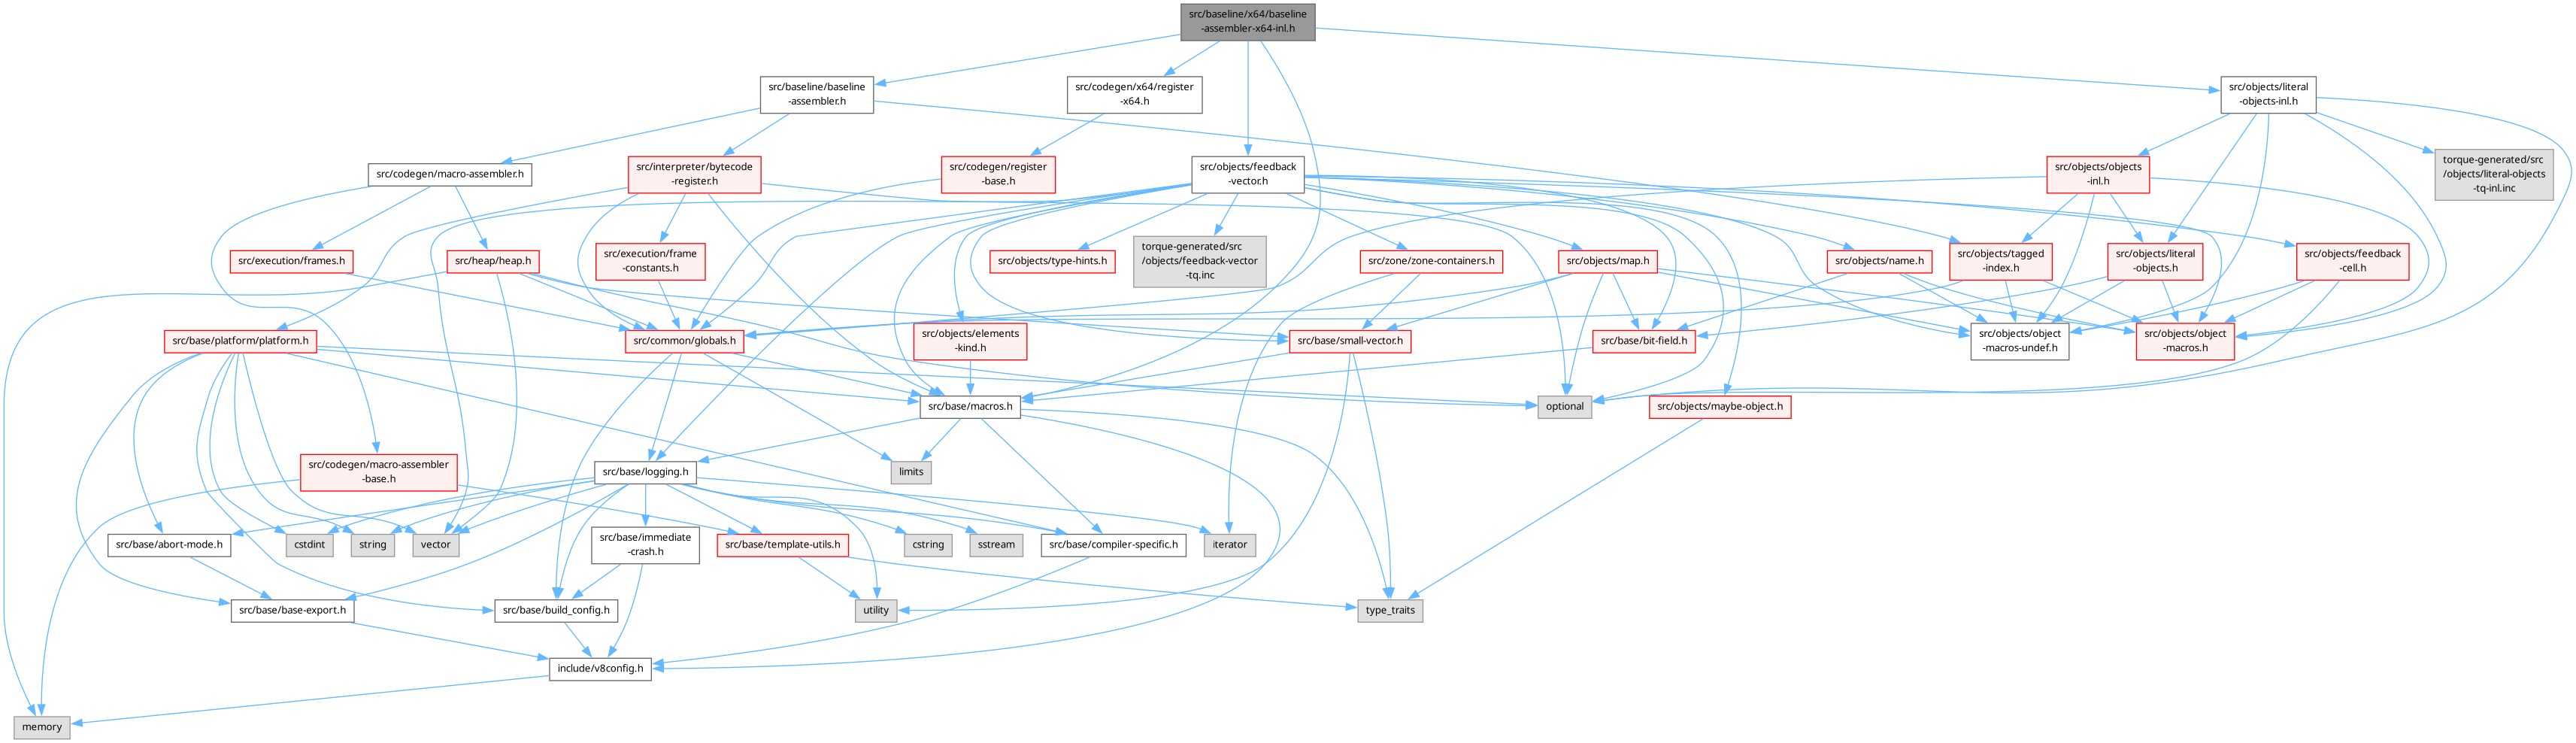 src/baseline/x64/baseline
-assembler-x64-inl.h
src/baseline/baseline
-assembler.h
src/codegen/x64/register
-x64.h
src/objects/literal
-objects-inl.h
src/codegen/macro-assembler.h
src/interpreter/bytecode
-register.h
src/codegen/register
-base.h
src/objects/feedback
-vector.h
src/objects/objects
-inl.h
torque-generated/src
/objects/literal-objects
-tq-inl.inc
src/execution/frames.h
src/heap/heap.h
src/execution/frame
-constants.h
src/objects/type-hints.h
torque-generated/src
/objects/feedback-vector
-tq.inc
src/zone/zone-containers.h
src/objects/map.h
src/objects/name.h
src/objects/tagged
-index.h
src/objects/literal
-objects.h
src/objects/feedback
-cell.h
src/base/platform/platform.h
src/common/globals.h
src/objects/elements
-kind.h
src/base/small-vector.h
src/base/bit-field.h
src/objects/object
-macros-undef.h
src/objects/object
-macros.h
src/base/macros.h
optional
src/objects/maybe-object.h
src/codegen/macro-assembler
-base.h
src/base/logging.h
limits
src/base/abort-mode.h
cstdint
string
vector
src/base/immediate
-crash.h
src/base/template-utils.h
cstring
sstream
src/base/compiler-specific.h
iterator
src/base/base-export.h
src/base/build_config.h
utility
type_traits
include/v8config.h
memory